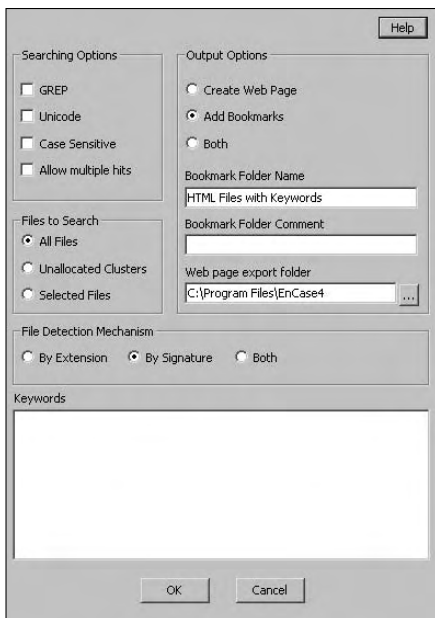 Help
Searching Options
GREP
Unicode
Case Sensitive
Allow multiple hits
Files to Search
All Files
Unallocated Clusters
Selected Files
Output Options
Create Web Page
Add Bookmarks
Both
Bookmark Folder Name
HTML Files with Keywords
Bookmark Folder Comment
Web page export folder
C:\Program Files\EnCase4
...
File Detection Mechanism
By Extension
By Signature
Both
Keywords
OK
Cancel